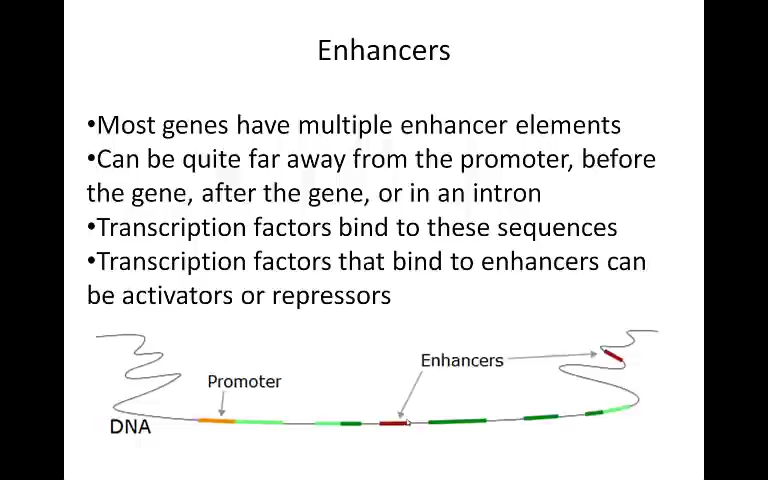 Enhancers
•Most genes have multiple enhancer elements
•Can be quite far away from the promoter, before
the gene, after the gene, or in an intron
•Transcription factors bind to these sequences
•Transcription factors that bind to enhancers can
be activators or repressors
Enhancers
Promoter
DNA